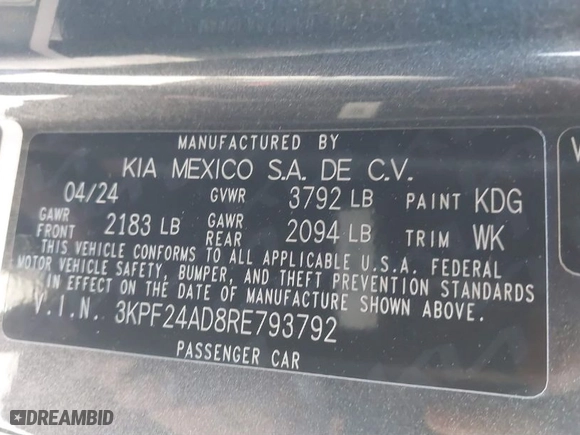 MANUFACTURED BY
KIA MEXICO S.A. DE C.V.
04/24 GVWR 3792 LB PAINT KDG
GAWR FRONT 2183 LB GAWR REAR 2094 LB TRIM WK
THIS VEHICLE CONFORMS TO ALL APPLICABLE U.S.A. FEDERAL
MOTOR VEHICLE SAFETY, BUMPER, AND THEFT PREVENTION STANDARDS
IN EFFECT ON THE DATE OF MANUFACTURE SHOWN ABOVE.
V.I.N. 3KPF24AD8RE793792
PASSENGER CAR
DREAMBID